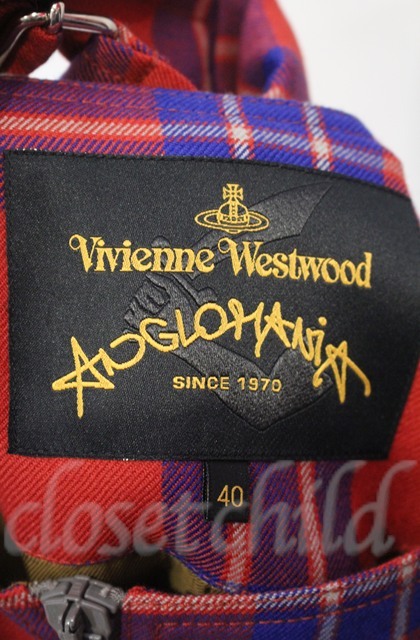 Vivienne Westwood
ANGLOMANiA
SINCE 1970
40
closetchild